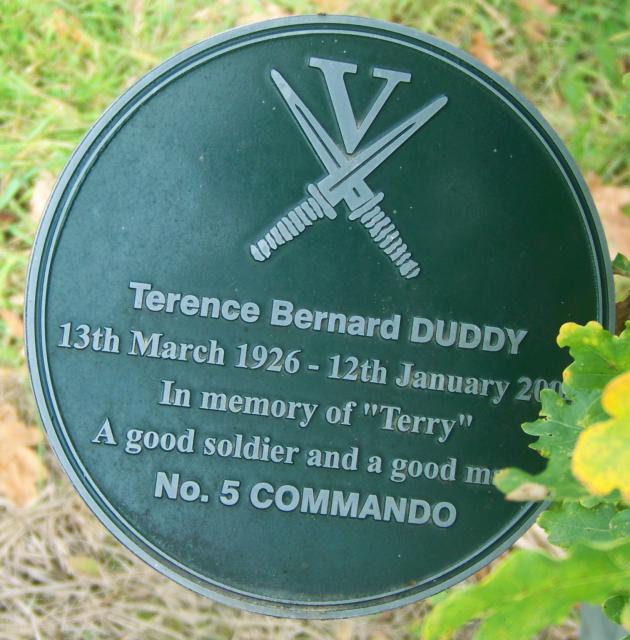 V
Terence Bernard DUDDY
13th March 1926 - 12th January
In memory of "Terry"
A good soldier and a good
No. 5 COMMANDO